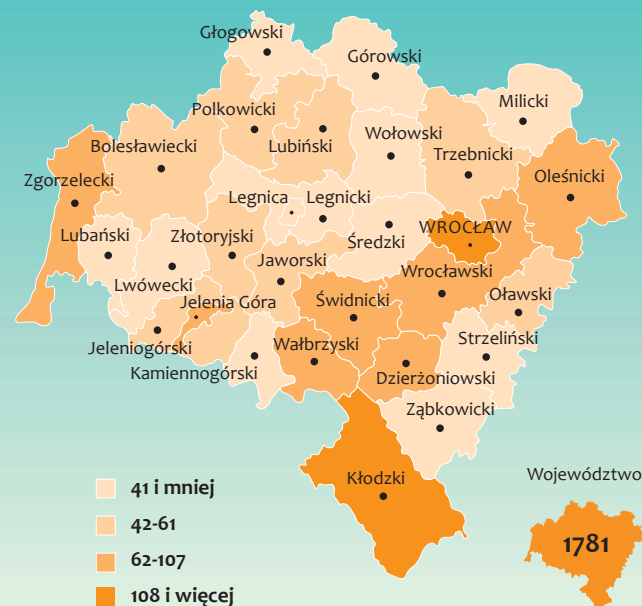 Głogowski
Górowski
Milicki
Polkowicki
Bolesławiecki
Lubiński
Wołowski
Trzebnicki
Oleśnicki
Zgorzelecki
Legnica
Legnicki
Lubański
Złotoryjski
Średzki
WROCŁAW
Jaworski
Wrocławski
Lwówecki
Jelenia Góra
Świdnicki
Oławski
Jeleniogórski
Wałbrzyski
Strzeliński
Kamiennogórski
Dzierżoniowski
Ząbkowicki
Kłodzki
41 i mniej
42-61
62-107
108 i więcej
Województwo
1781